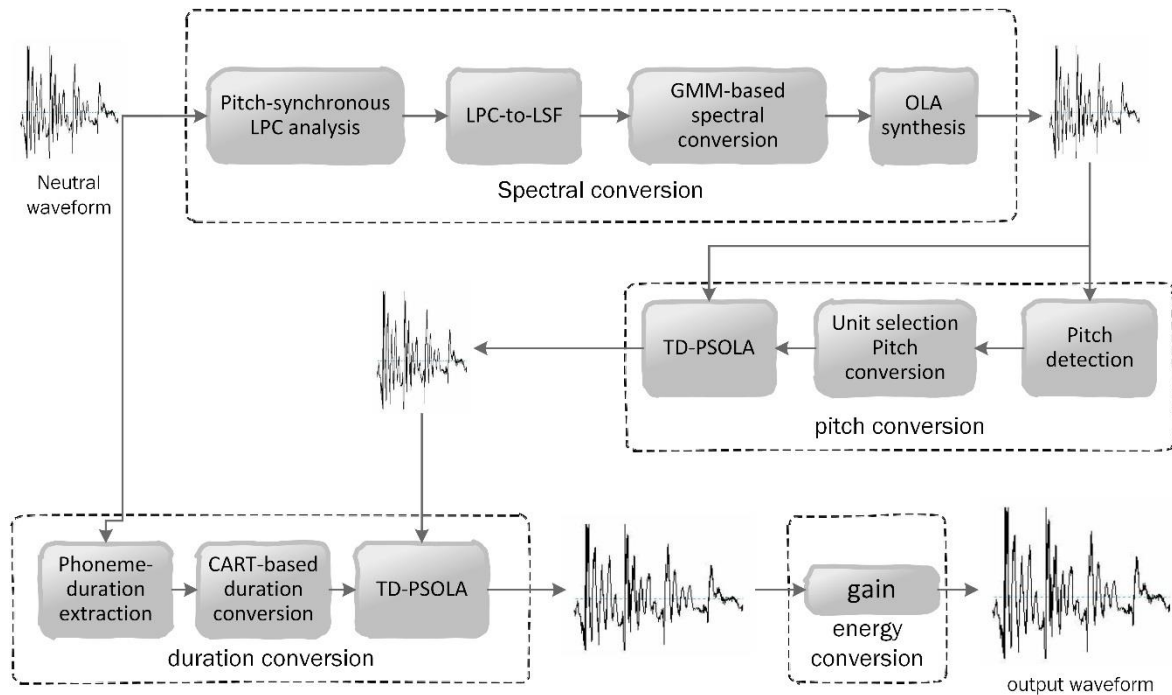 Neutral
waveform
Pitch-synchronous
LPC analysis
LPC-to-LSF
GMM-based
spectral
conversion
OLA
synthesis
Spectral conversion
TD-PSOLA
Unit selection
Pitch
conversion
Pitch
detection
pitch conversion
Phoneme-
duration
extraction
CART-based
duration
conversion
TD-PSOLA
duration conversion
gain
energy
conversion
output waveform